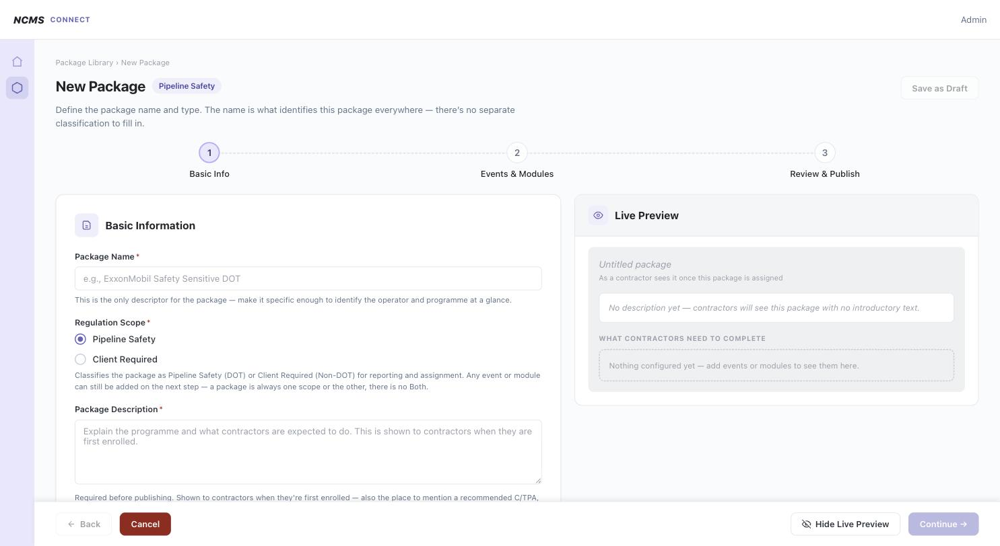 NCMS CONNECT
Admin
Package Library › New Package
New Package
Pipeline Safety
Save as Draft
Define the package name and type. The name is what identifies this package everywhere — there's no separate
classification to fill in.
1
2
3
Basic Info
Events & Modules
Review & Publish
Basic Information
Package Name *
e.g., ExxonMobil Safety Sensitive DOT
This is the only descriptor for the package — make it specific enough to identify the operator and programme at a glance.
Regulation Scope *
Pipeline Safety
Client Required
Classifies the package as Pipeline Safety (DOT) or Client Required (Non-DOT) for reporting and assignment. Any event or module
can still be added on the next step — a package is always one scope or the other, there is no Both.
Package Description *
Explain the programme and what contractors are expected to do. This is shown to contractors when they are
first enrolled.
Required before publishing. Shown to contractors when they're first enrolled — also the place to mention a recommended C/TPA,
Live Preview
Untitled package
As a contractor sees it once this package is assigned
No description yet — contractors will see this package with no introductory text.
WHAT CONTRACTORS NEED TO COMPLETE
Nothing configured yet — add events or modules to see them here.
← Back
Cancel
Hide Live Preview
Continue →